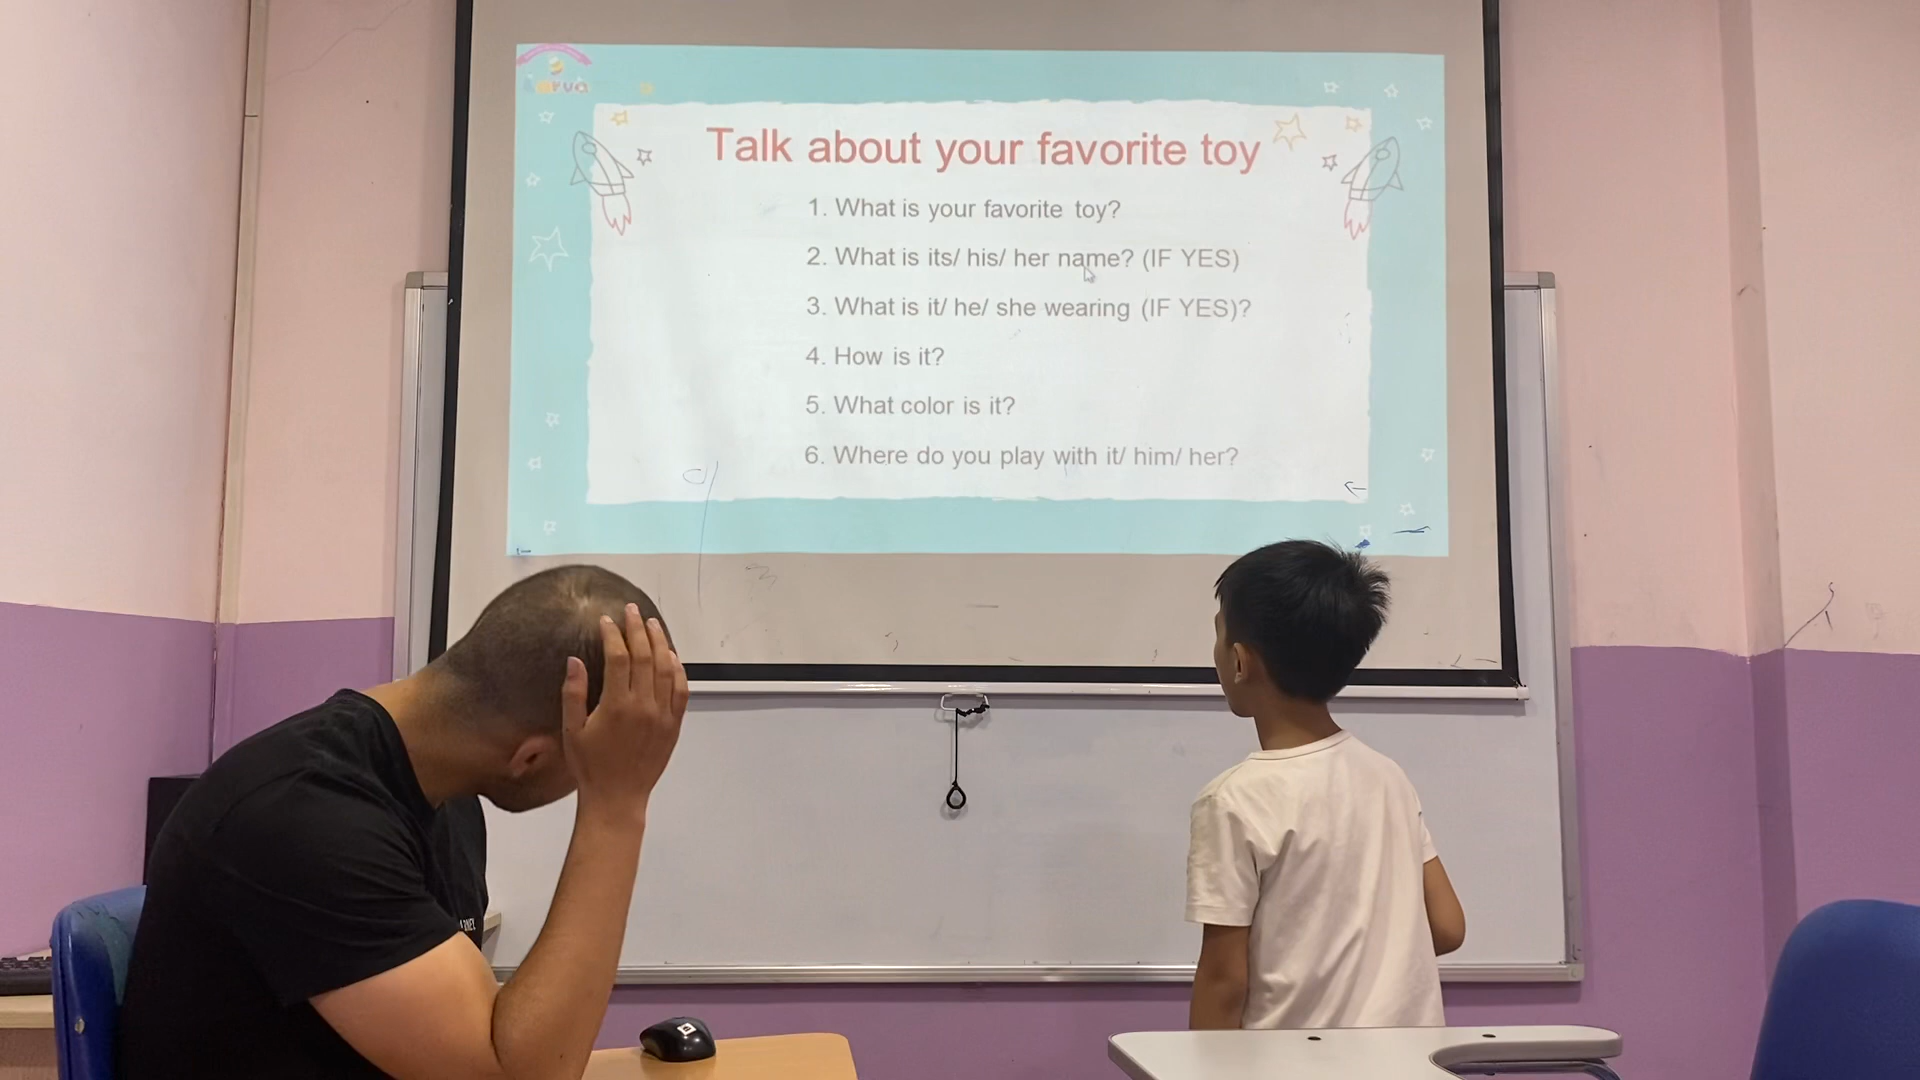 Talk about your favorite toy
1. What is your favorite toy?
2. What is its/ his/ her name? (IF YES)
3. What is it/ he/ she wearing (IF YES)?
4. How is it?
5. What color is it?
6. Where do you play with it/ him/ her?